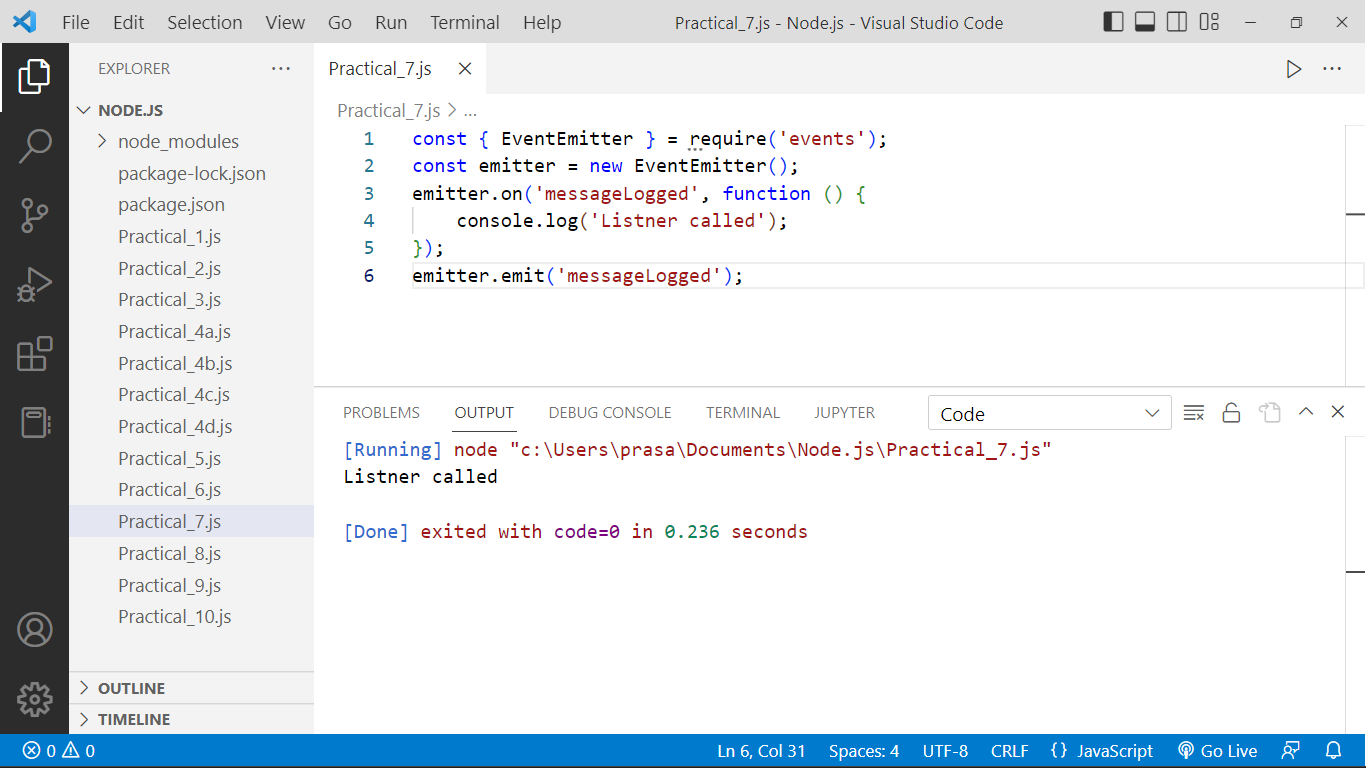 File Edit Selection View Go Run Terminal Help Practical_7.js - Node.js - Visual Studio Code
EXPLORER
NODE.JS
node_modules
package-lock.json
package.json
Practical_1.js
Practical_2.js
Practical_3.js
Practical_4a.js
Practical_4b.js
Practical_4c.js
Practical_4d.js
Practical_5.js
Practical_6.js
Practical_7.js
Practical_8.js
Practical_9.js
Practical_10.js
OUTLINE
TIMELINE
Practical_7.js
Practical_7.js > ...
1 const { EventEmitter } = require('events');
2 const emitter = new EventEmitter();
3 emitter.on('messageLogged', function () {
4     console.log('Listner called');
5 });
6 emitter.emit('messageLogged');
PROBLEMS OUTPUT DEBUG CONSOLE TERMINAL JUPYTER Code
[Running] node "c:\Users\prasa\Documents\Node.js\Practical_7.js"
Listner called
[Done] exited with code=0 in 0.236 seconds
0 0 Ln 6, Col 31 Spaces: 4 UTF-8 CRLF {} JavaScript Go Live